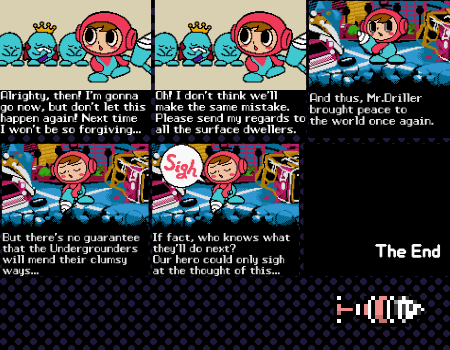 Alrighty, then! I'm gonna
go now, but don't let this
happen again! Next time
I won't be so forgiving...
Oh! I don't think we'll
make the same mistake.
Please send my regards to
all the surface dwellers.
And thus, Mr.Driller
brought peace to
the world once again.
But there's no guarantee
that the Undergrounders
will mend their clumsy
ways...
Sigh
If fact, who knows what
they'll do next?
Our hero could only sigh
at the thought of this...
The End